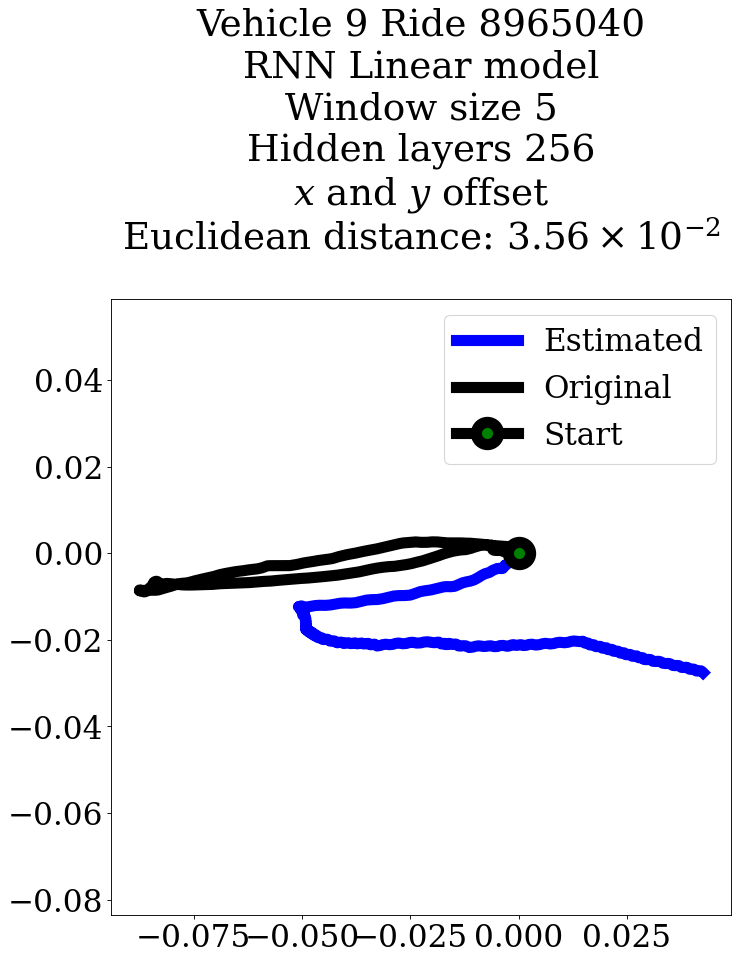 Vehicle 9 Ride 8965040
RNN Linear model
Window size 5
Hidden layers 256
x and y offset
Euclidean distance: 3.56 × 10⁻²
Estimated
Original
Start
0.04
0.02
0.00
−0.02
−0.04
−0.06
−0.08
−0.075 −0.050 −0.025 0.000 0.025